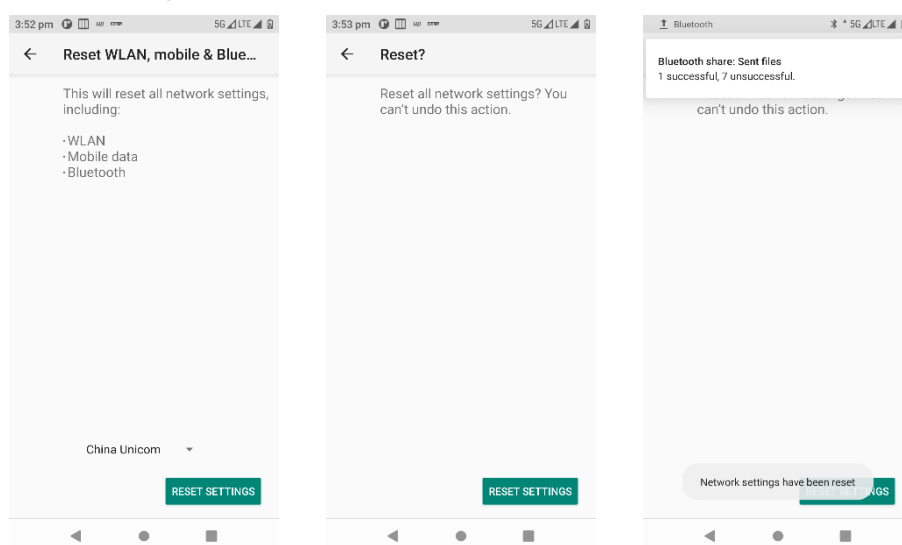 3:52 pm
5G LTE
Reset WLAN, mobile & Blue...
This will reset all network settings,
including:
·WLAN
·Mobile data
·Bluetooth
China Unicom
RESET SETTINGS
3:53 pm
5G LTE
Reset?
Reset all network settings? You
can't undo this action.
RESET SETTINGS
Bluetooth
5G LTE
Bluetooth share: Sent files
1 successful, 7 unsuccessful.
can't undo this action.
Network settings have been reset